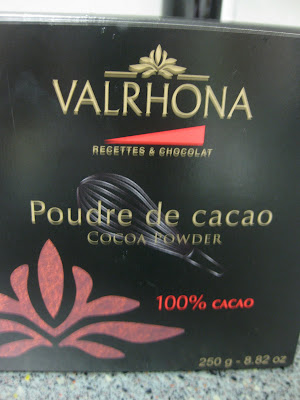 VALRHONA
RECETTES & CHOCOLAT
Poudre de cacao
COCOA POWDER
100% CACAO
250 g - 8.82 oz